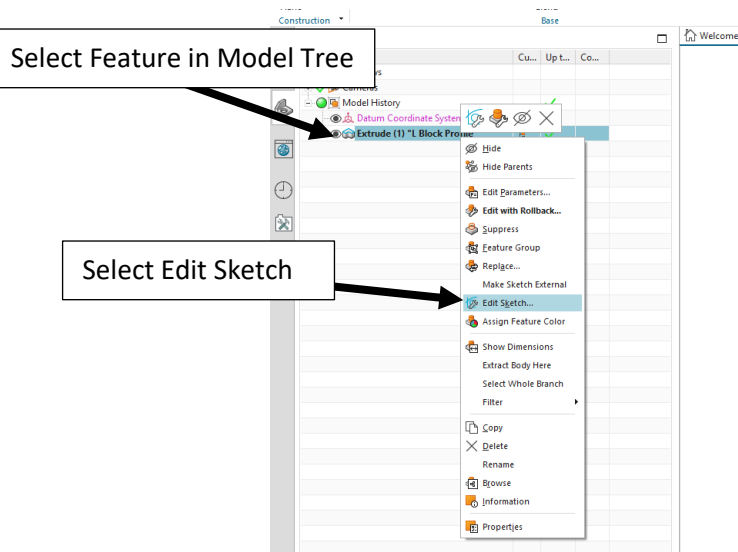 Construction
Base
Welcome
Select Feature in Model Tree
Cu... Up t... Co...
Cameras
Model History
Datum Coordinate System
Extrude (1) "L Block Profile
Hide
Hide Parents
Edit Parameters...
Edit with Rollback...
Suppress
Feature Group
Replace...
Make Sketch External
Select Edit Sketch
Edit Sketch...
Assign Feature Color
Show Dimensions
Extract Body Here
Select Whole Branch
Filter
Copy
Delete
Rename
Browse
Information
Properties